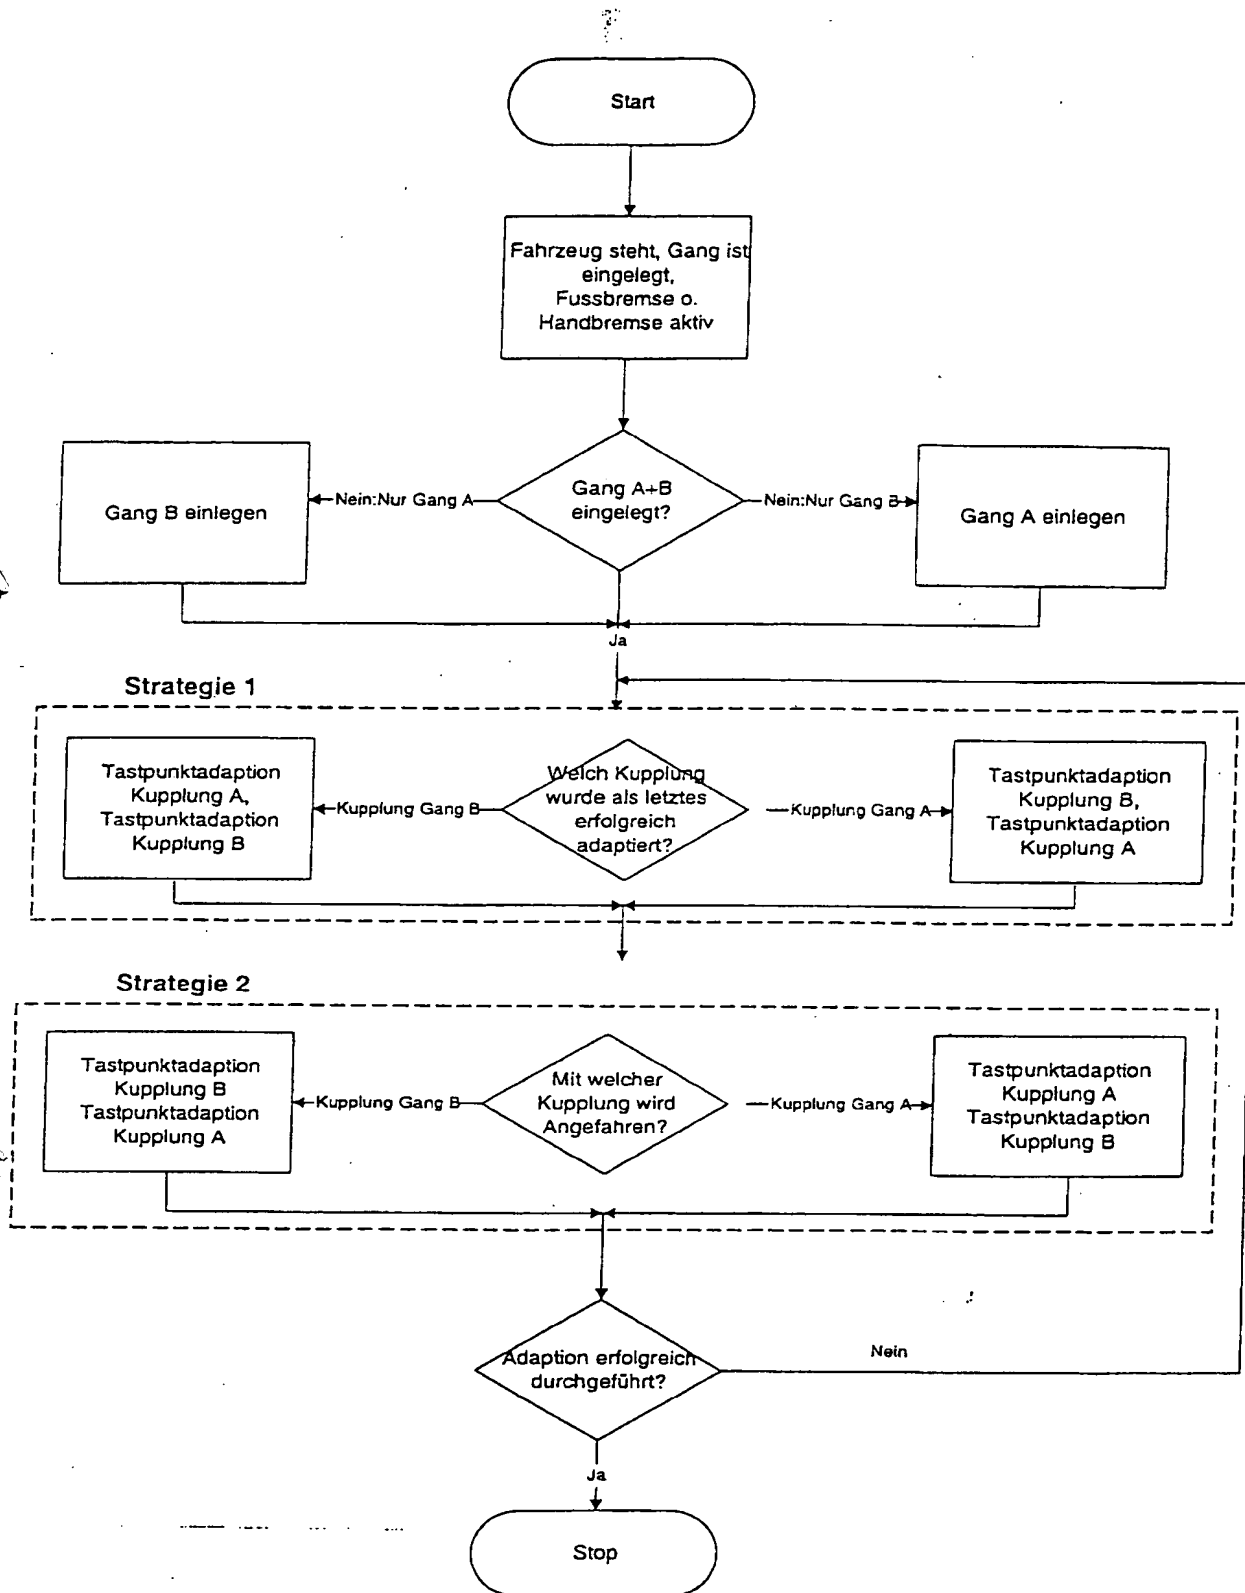 Start
Fahrzeug steht, Gang ist
eingelegt,
Fussbremse o.
Handbremse aktiv
Gang B einlegen
Nein:Nur Gang A
Gang A+B
eingelegt?
Nein:Nur Gang B
Gang A einlegen
Ja
Strategie 1
Tastpunktadaption
Kupplung A,
Tastpunktadaption
Kupplung B
Kupplung Gang B
Welch Kupplung
wurde als letztes
erfolgreich
adaptiert?
Kupplung Gang A
Tastpunktadaption
Kupplung B,
Tastpunktadaption
Kupplung A
Strategie 2
Tastpunktadaption
Kupplung B
Tastpunktadaption
Kupplung A
Kupplung Gang B
Mit welcher
Kupplung wird
Angefahren?
Kupplung Gang A
Tastpunktadaption
Kupplung A
Tastpunktadaption
Kupplung B
Adaption erfolgreich
durchgeführt?
Nein
Ja
Stop